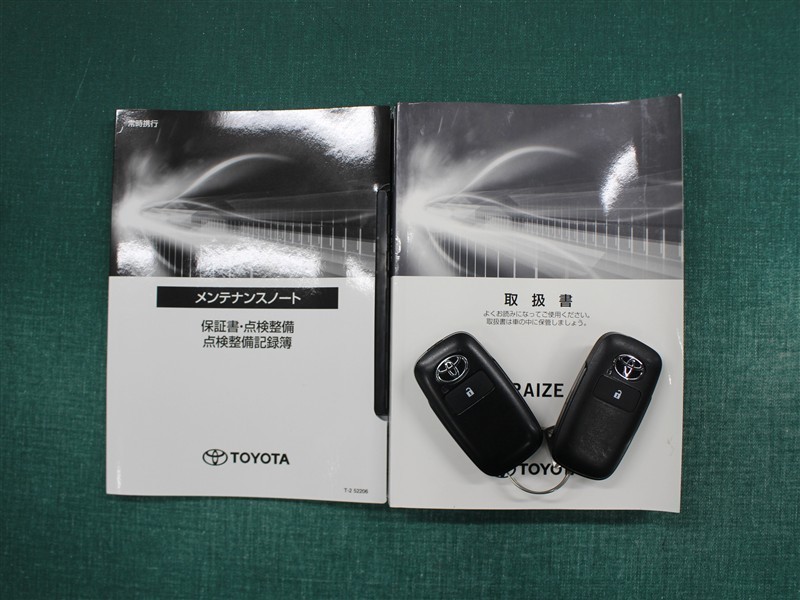 常時携行
メンテナンスノート
保証書・点検整備
点検整備記録簿
TOYOTA
T-2 52206
取扱書
よくお読みになってご使用ください。
取扱書は車の中に保管しましょう。
RAIZE
TOYOTA